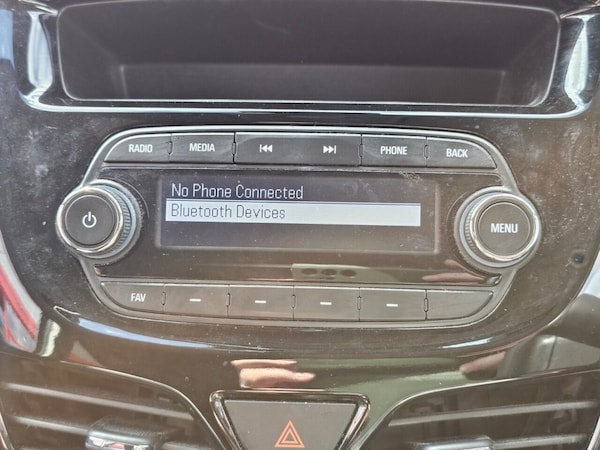 RADIO MEDIA PHONE BACK
No Phone Connected
Bluetooth Devices
MENU
FAV